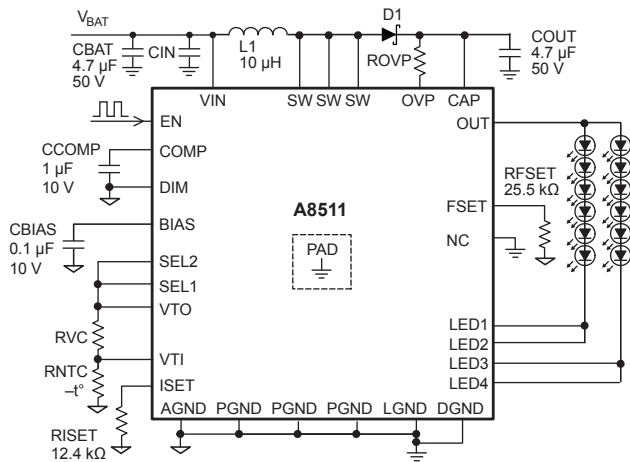 V_BAT
D1
CBAT
4.7 µF
50 V
CIN
L1
10 µH
ROVP
COUT
4.7 µF
50 V
VIN
SW SW SW
OVP
CAP
EN
OUT
CCOMP
1 µF
10 V
COMP
DIM
RFSET
25.5 kΩ
A8511
FSET
CBIAS
0.1 µF
10 V
BIAS
PAD
NC
SEL2
SEL1
VTO
RVC
LED1
LED2
VTI
LED3
RNTC
–t°
ISET
LED4
AGND PGND PGND PGND LGND DGND
RISET
12.4 kΩ